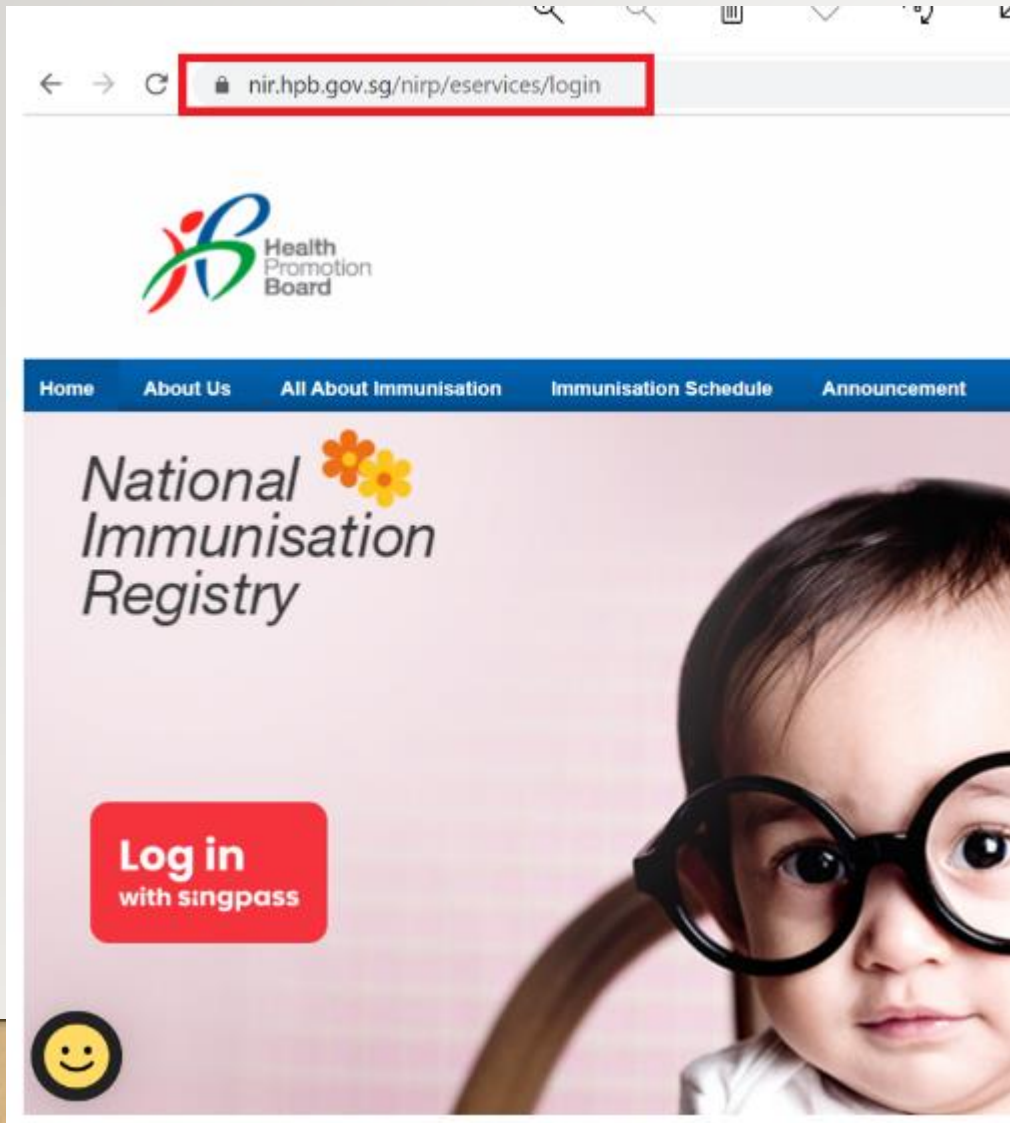 nir.hpb.gov.sg/nirp/eservices/login
Health
Promotion
Board
Home About Us All About Immunisation Immunisation Schedule Announcement
National
Immunisation
Registry
Log in
with singpass